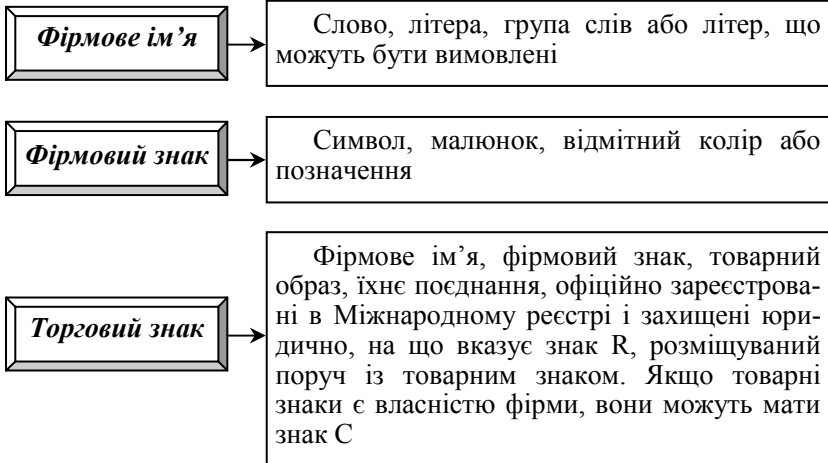 Фірмове ім’я
Слово, літера, група слів або літер, що
можуть бути вимовлені
Фірмовий знак
Символ, малюнок, відмітний колір або
позначення
Торговий знак
Фірмове ім’я, фірмовий знак, товарний
образ, їхнє поєднання, офіційно зареєстрова-
ні в Міжнародному реєстрі і захищені юри-
дично, на що вказує знак R, розміщуваний
поруч із товарним знаком. Якщо товарні
знаки є власністю фірми, вони можуть мати
знак С